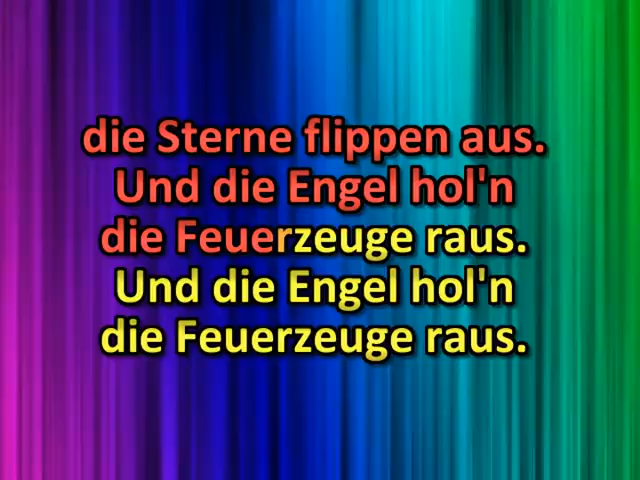 die Sterne flippen aus.
Und die Engel hol'n
die Feuerzeuge raus.
Und die Engel hol'n
die Feuerzeuge raus.